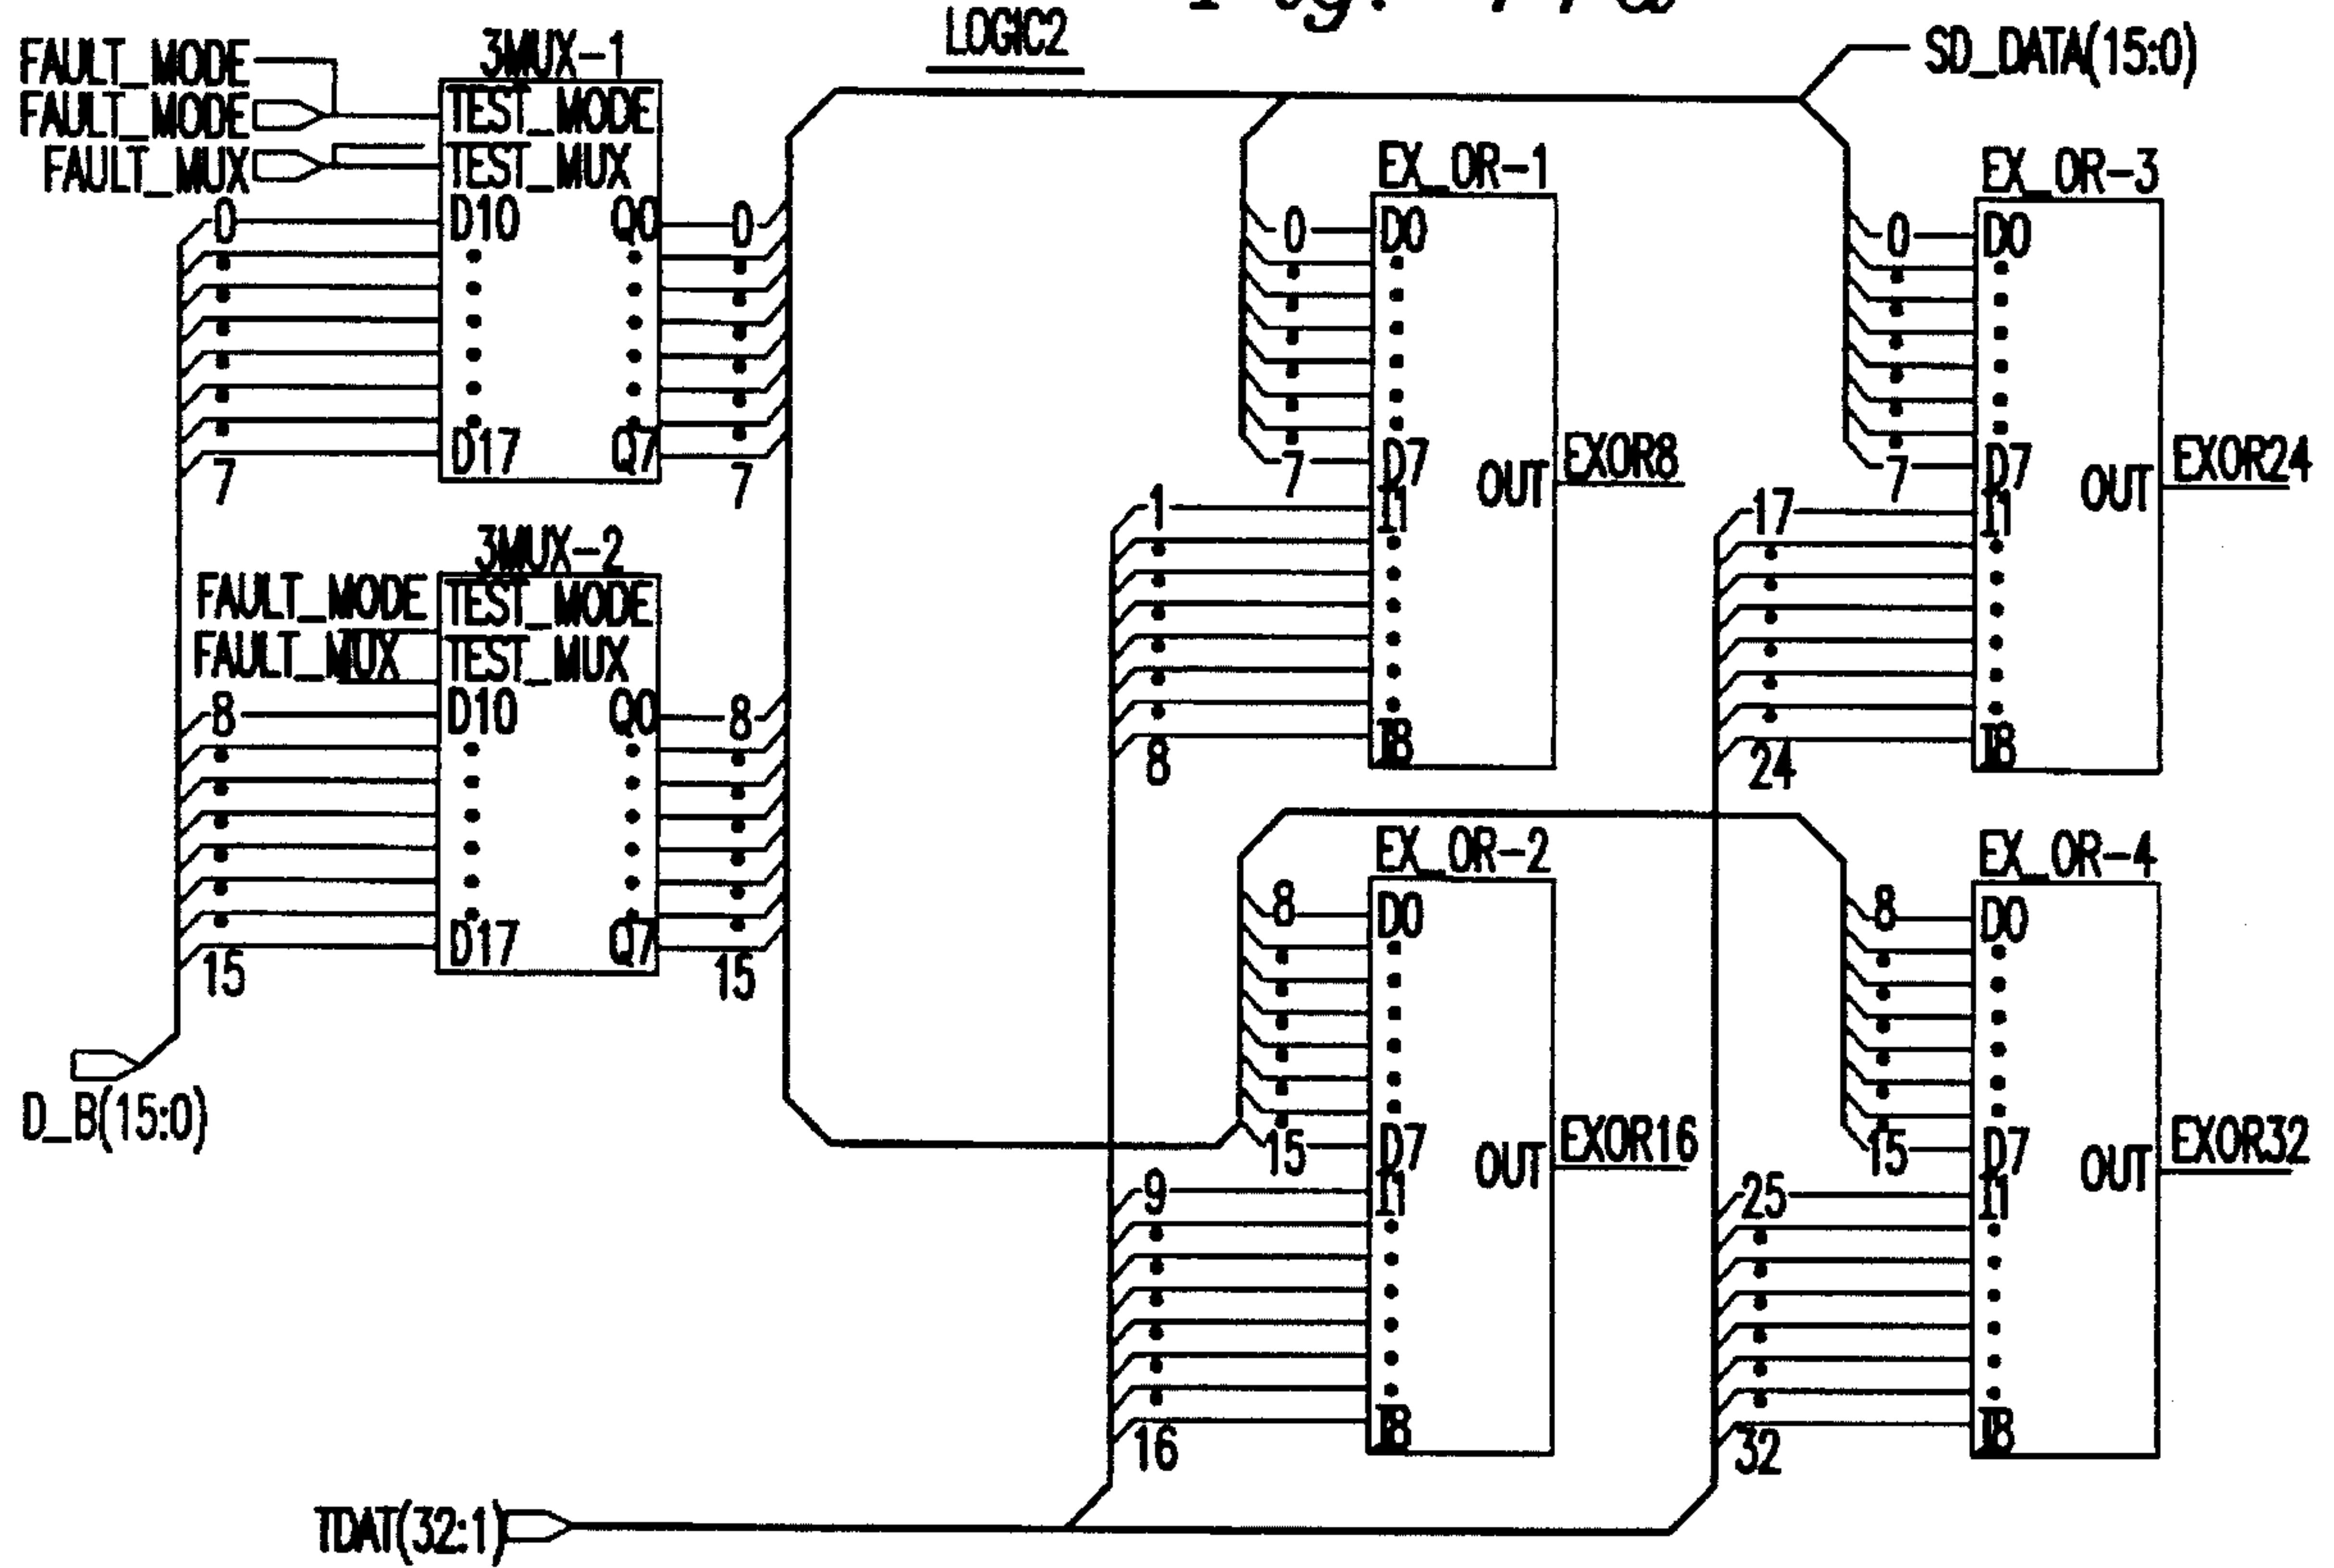 LOGIC2
SD_DATA(15:0)
FAULT_MODE
FAULT_MODE
FAULT_MUX
3MUX-1
TEST_MODE
TEST_MUX
0 D10 Q0 0
7 D17 Q7 7
3MUX-2
FAULT_MODE TEST_MODE
FAULT_MUX TEST_MUX
8 D10 Q0 8
15 D17 Q7 15
D_B(15:0)
EX_OR-1
0 D0
7 D7
1 I1
OUT EXOR8
8 I8
EX_OR-3
0 D0
7 D7
17 I1
OUT EXOR24
24 I8
EX_OR-2
8 D0
15 D7
9 I1
OUT EXOR16
16 I8
EX_OR-4
8 D0
15 D7
25 I1
OUT EXOR32
32 I8
TDAT(32:1)